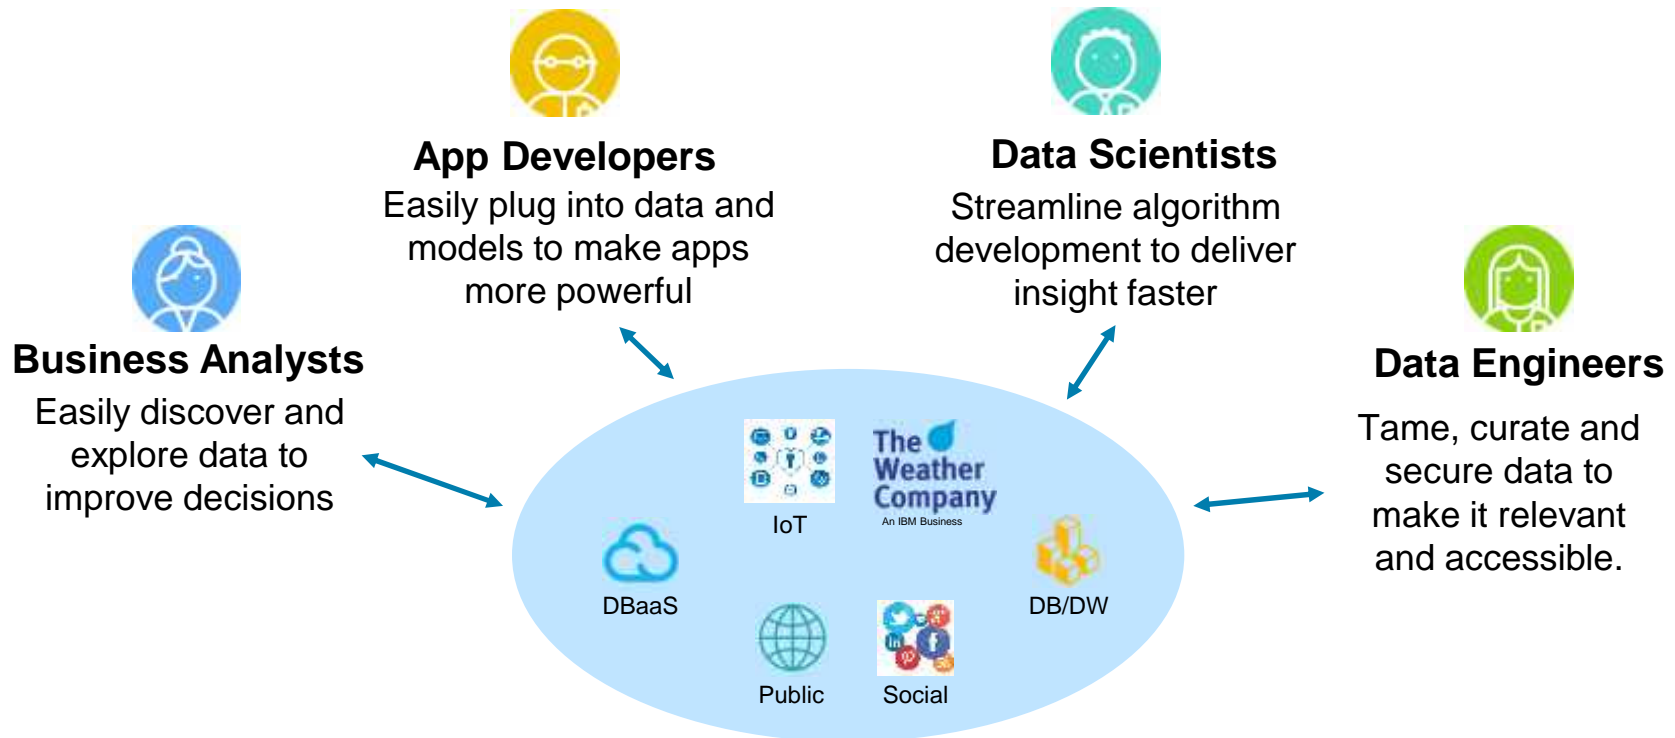 App Developers
Easily plug into data and
models to make apps
more powerful
Data Scientists
Streamline algorithm
development to deliver
insight faster
Business Analysts
Easily discover and
explore data to
improve decisions
Data Engineers
Tame, curate and
secure data to
make it relevant
and accessible.
IoT
The
Weather
Company
An IBM Business
DBaaS
DB/DW
Public
Social